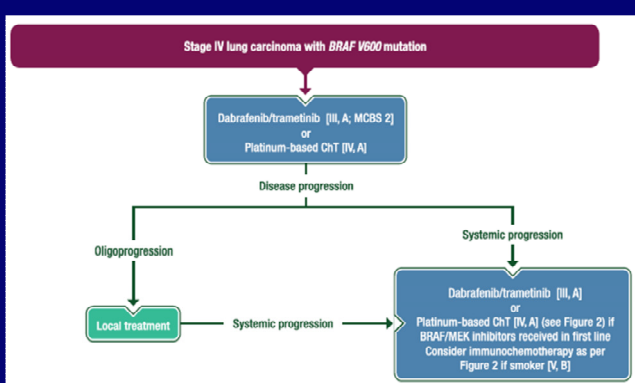 Stage IV lung carcinoma with BRAF V600 mutation
Dabrafenib/trametinib [III, A; MCBS 2]
or
Platinum-based ChT [IV, A]
Disease progression
Oligoprogression
Systemic progression
Local treatment
Systemic progression
Dabrafenib/trametinib [III, A]
or
Platinum-based ChT [IV, A] (see Figure 2) if
BRAF/MEK inhibitors received in first line
Consider immunochemotherapy as per
Figure 2 if smoker [V, B]